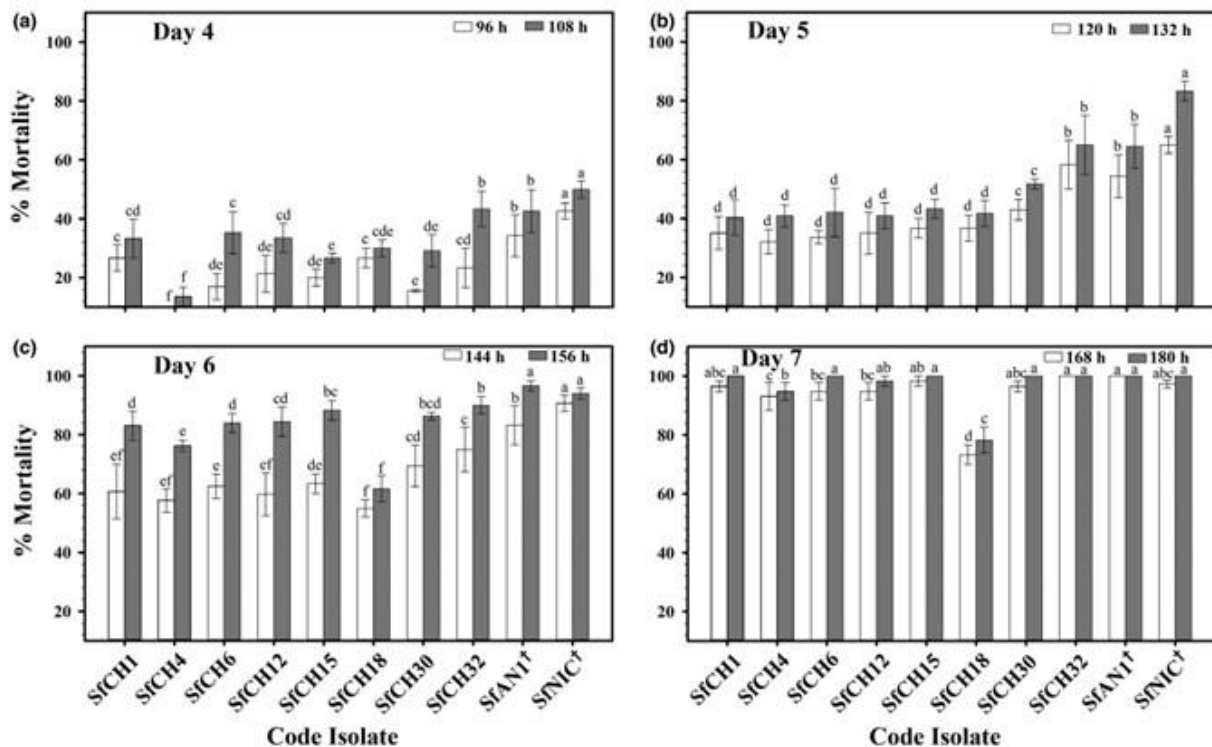 (a) Day 4
96 h 108 h
% Mortality
100
80
60
40
20
c cd f f de c de cd de e c cd e de cd b b b a a
(b) Day 5
120 h 132 h
100
80
60
40
20
d d d d d d d d d d d d c c b b b b a a
(c) Day 6
144 h 156 h
% Mortality
100
80
60
40
20
ef d ef e e d ef cd de bc f f cd bcd c b b a a a
SfCH1
SfCH4
SfCH6
SfCH12
SfCH15
SfCH18
SfCH30
SfCH32
SfAN1†
SfNIC†
Code Isolate
(d) Day 7
168 h 180 h
100
80
60
40
20
abc a c b bc a bc ab ab a d c abc a a a a a abc a
SfCH1
SfCH4
SfCH6
SfCH12
SfCH15
SfCH18
SfCH30
SfCH32
SfAN1†
SfNIC†
Code Isolate